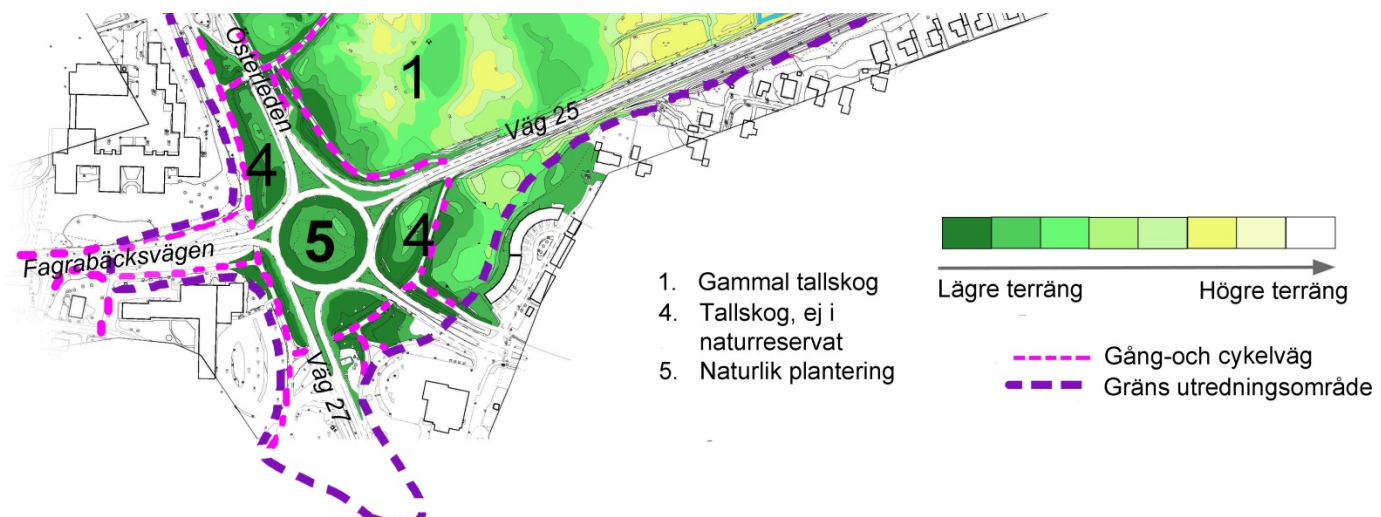 Österleden
1
Väg 25
4
5
4
Fagrabäcksvägen
Väg 27
1. Gammal tallskog
4. Tallskog, ej i
naturreservat
5. Naturlik plantering
Lägre terräng
Högre terräng
Gång-och cykelväg
Gräns utredningsområde